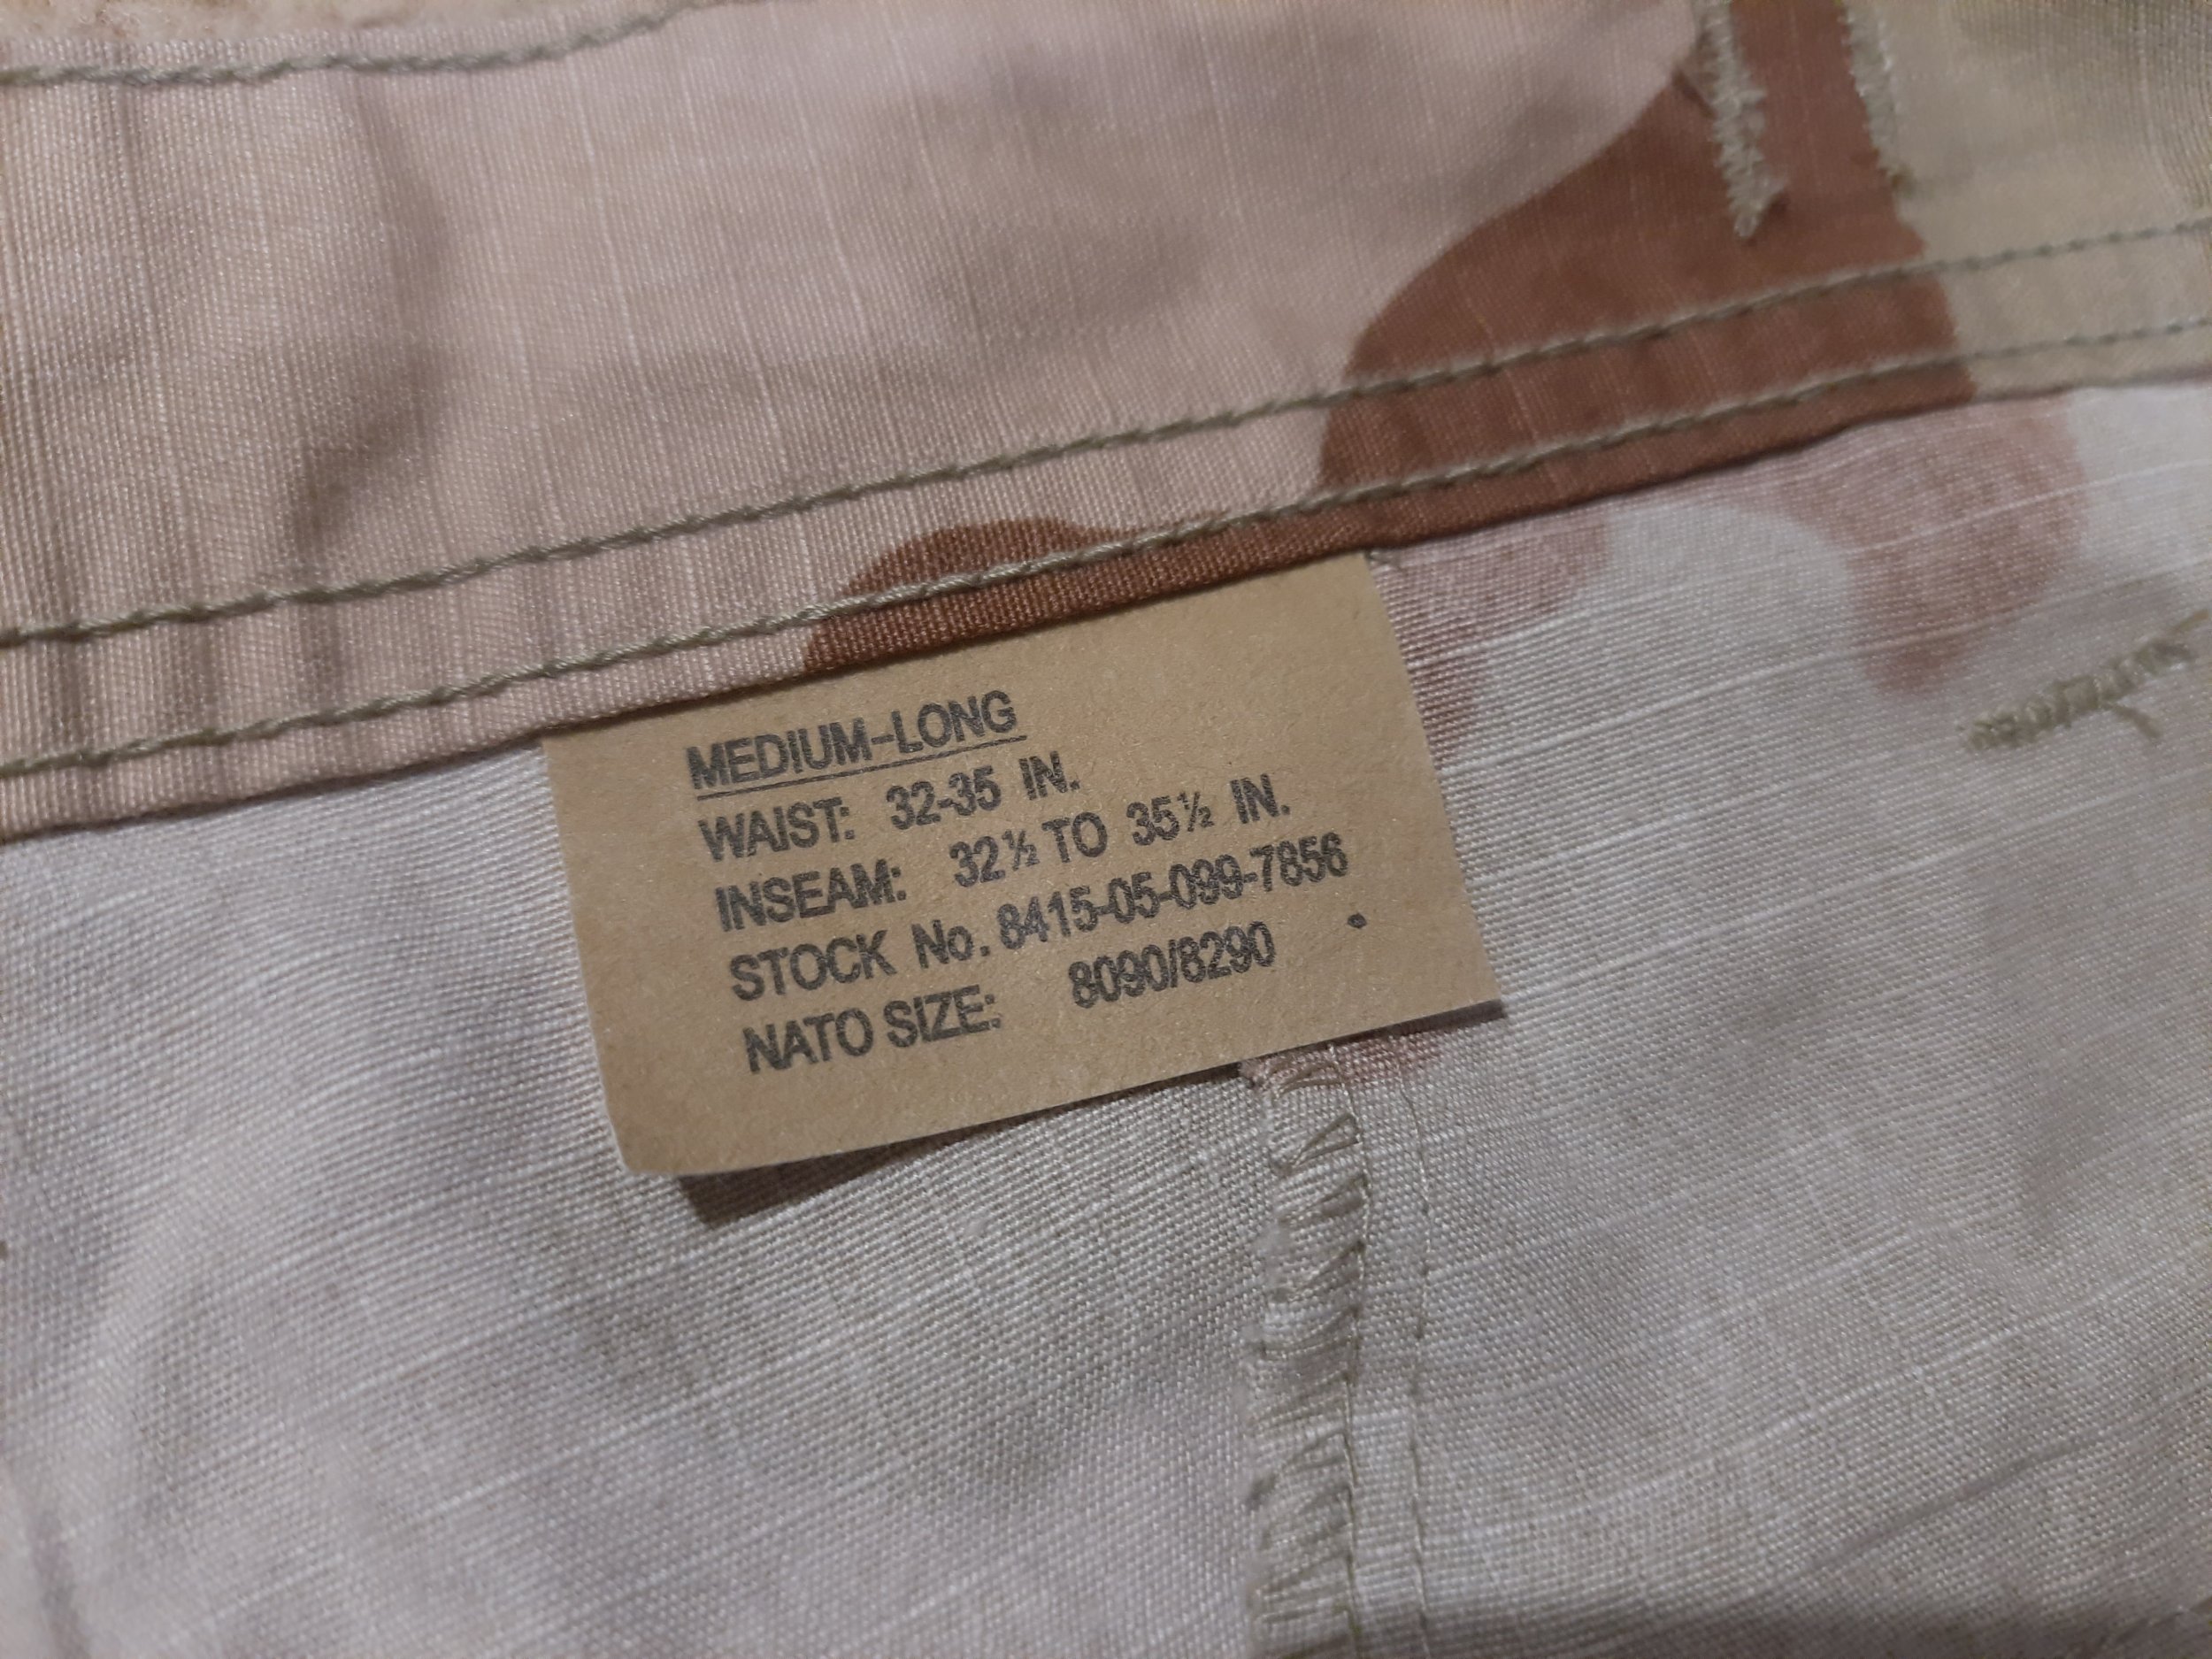 MEDIUM-LONG
WAIST: 32-35 IN.
INSEAM: 32½ TO 35½ IN.
STOCK No. 8415-05-099-7856
NATO SIZE: 8090/8290